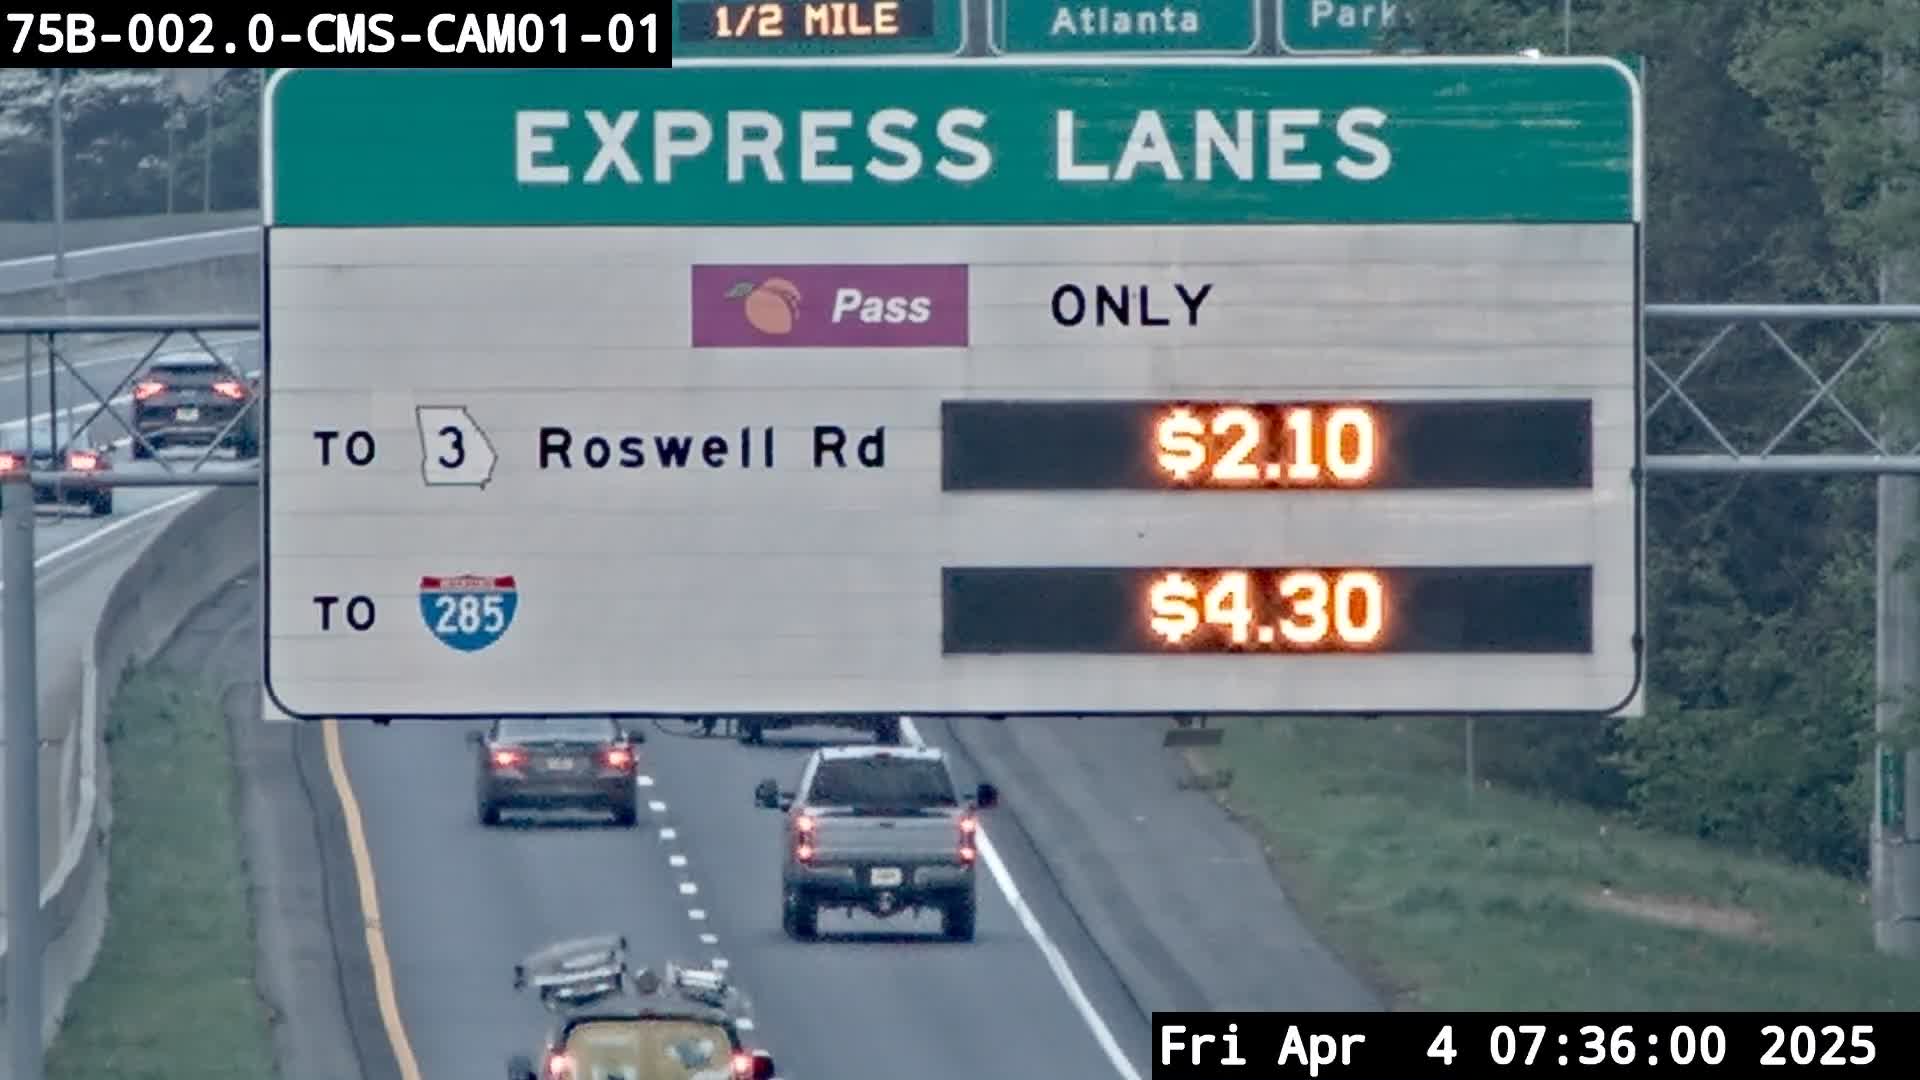 75B-002.0-CMS-CAM01-01
1/2 MILE
Atlanta
Park
EXPRESS LANES
Pass ONLY
TO 3 Roswell Rd $2.10
TO 285 $4.30
Fri Apr 4 07:36:00 2025